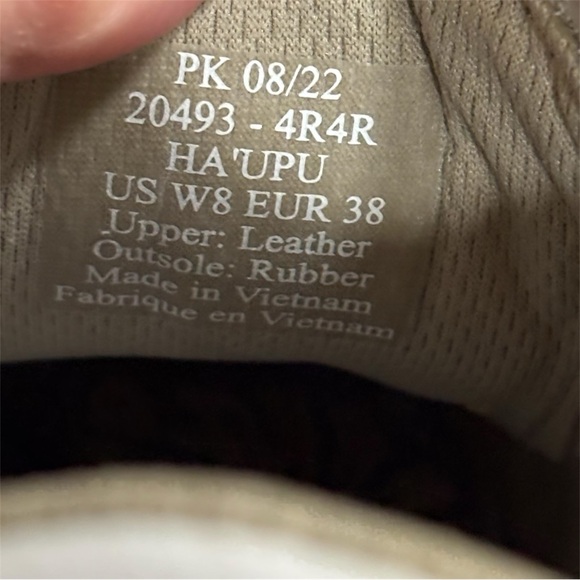 PK 08/22
20493 - 4R4R
HA'UPU
US W8 EUR 38
Upper: Leather
Outsole: Rubber
Made in Vietnam
Fabrique en Vietnam